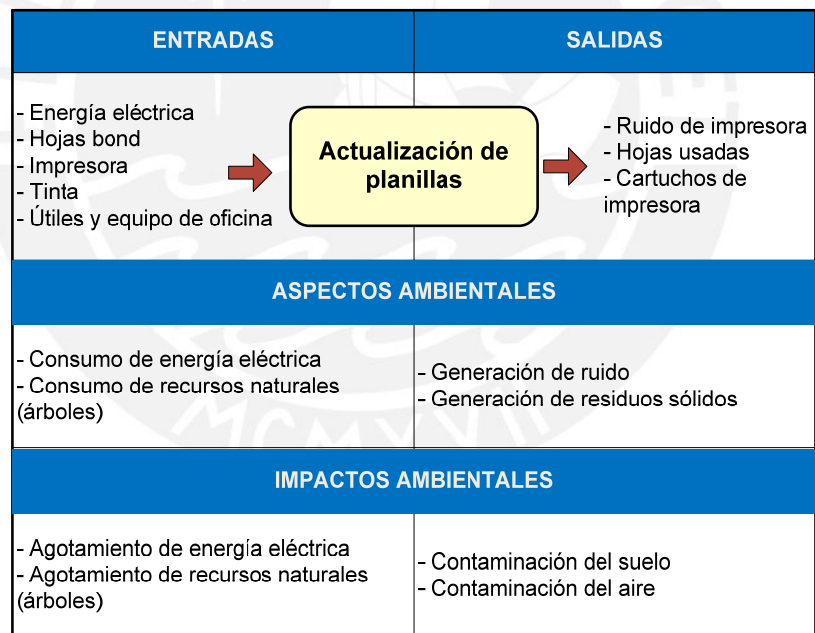 ENTRADAS
SALIDAS
- Energía eléctrica
- Hojas bond
- Impresora
- Tinta
- Útiles y equipo de oficina
Actualización de
planillas
- Ruido de impresora
- Hojas usadas
- Cartuchos de
impresora
ASPECTOS AMBIENTALES
- Consumo de energía eléctrica
- Consumo de recursos naturales
(árboles)
- Generación de ruido
- Generación de residuos sólidos
IMPACTOS AMBIENTALES
- Agotamiento de energía eléctrica
- Agotamiento de recursos naturales
(árboles)
- Contaminación del suelo
- Contaminación del aire